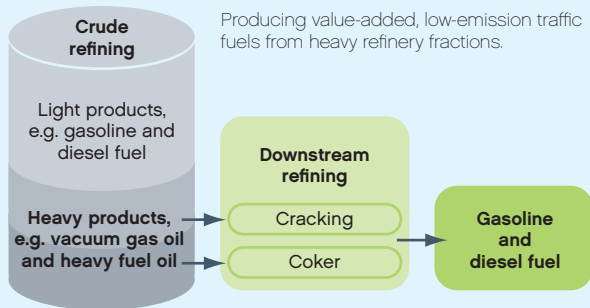 Crude
refining
Producing value-added, low-emission traffic
fuels from heavy refinery fractions.
Light products,
e.g. gasoline and
diesel fuel
Heavy products,
e.g. vacuum gas oil
and heavy fuel oil
Downstream
refining
Cracking
Coker
Gasoline
and
diesel fuel